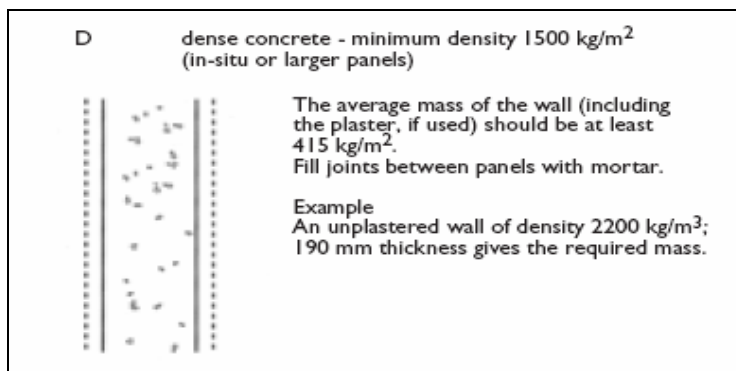 D dense concrete - minimum density 1500 kg/m²
(in-situ or larger panels)
The average mass of the wall (including
the plaster, if used) should be at least
415 kg/m².
Fill joints between panels with mortar.
Example
An unplastered wall of density 2200 kg/m³;
190 mm thickness gives the required mass.